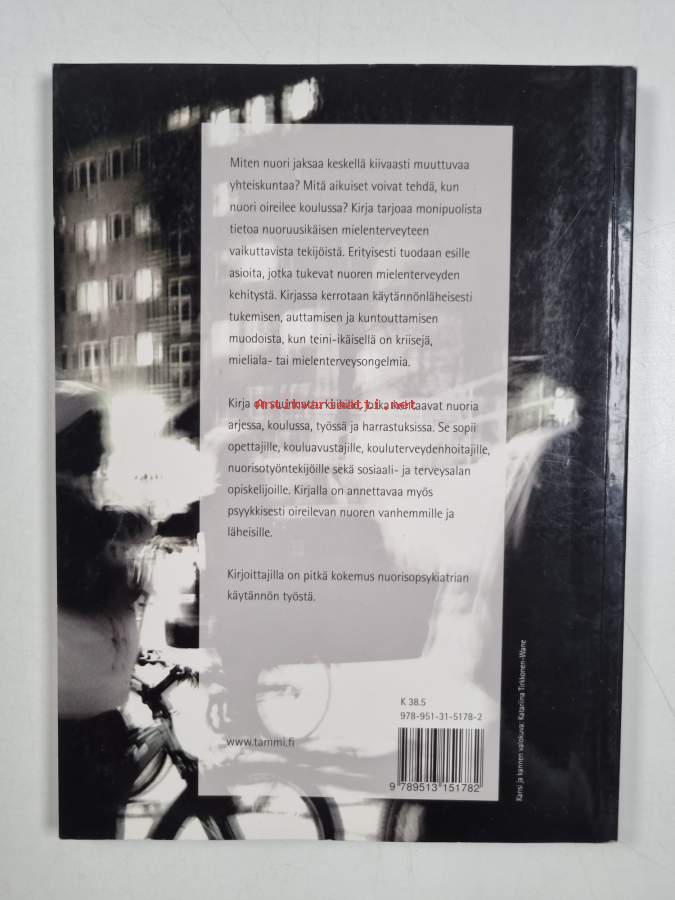 Miten nuori jaksaa keskellä kiivaasti muuttuvaa
yhteiskuntaa? Mitä aikuiset voivat tehdä, kun
nuori oireilee koulussa? Kirja tarjoaa monipuolista
tietoa nuoruusikäisen mielenterveyteen
vaikuttavista tekijöistä. Erityisesti tuodaan esille
asioita, jotka tukevat nuoren mielenterveyden
kehitystä. Kirjassa kerrotaan käytännönläheisesti
tukemisen, auttamisen ja kuntouttamisen
muodoista, kun teini-ikäisellä on kriisejä,
mieliala- tai mielenterveysongelmia.
Kirja on kaikille, jotka kohtaavat nuoria
arjessa, koulussa, työssä ja harrastuksissa. Se sopii
opettajille, kouluavustajille, kouluterveydenhoitajille,
nuorisotyöntekijöille sekä sosiaali- ja terveysalan
opiskelijoille. Kirjalla on annettavaa myös
psyykkisesti oireilevan nuoren vanhemmille ja
läheisille.
Kirjoittajilla on pitkä kokemus nuorisopsykiatrian
käytännön työstä.
K 38.5
978-951-31-5178-2
www.tammi.fi
9 789513 151782
Kansi ja kannen valokuva: Katariina Tirkkonen-Wane